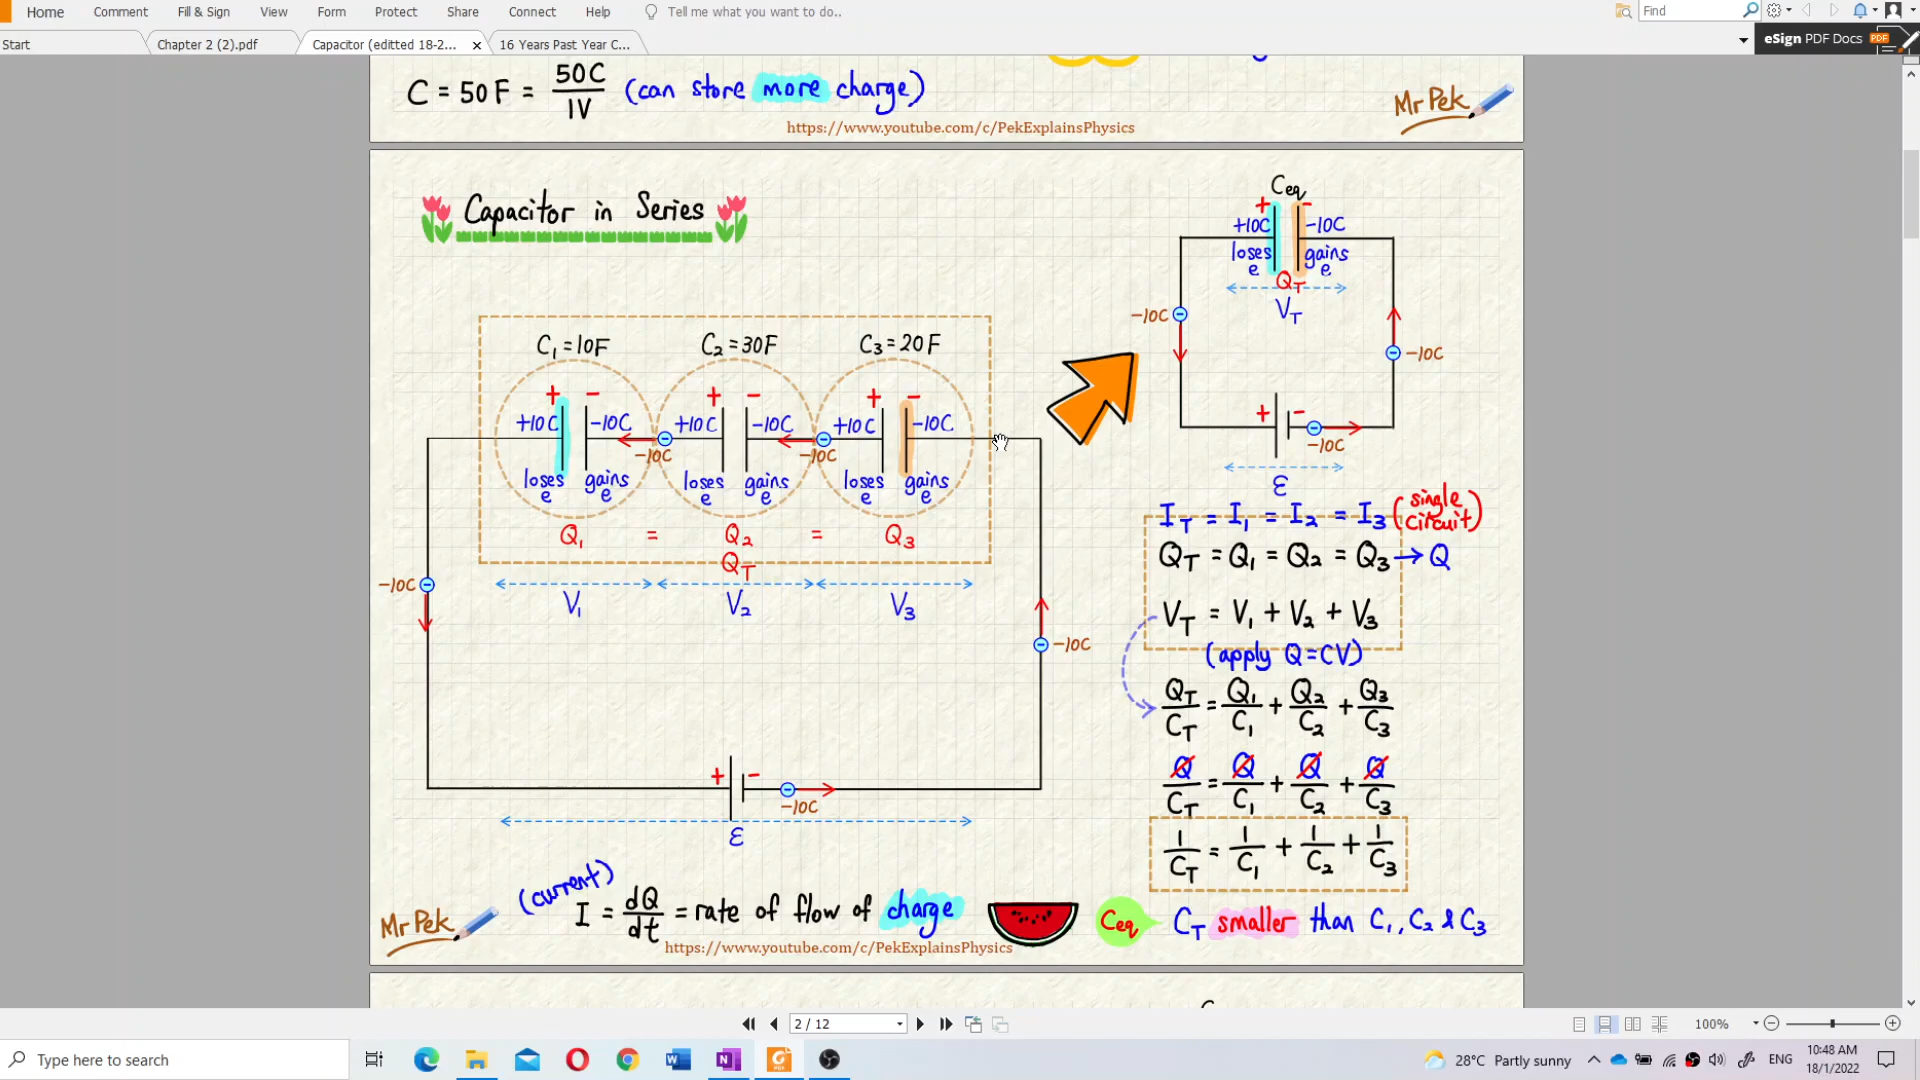 Home Comment Fill & Sign View Form Protect Share Connect Help Tell me what you want to do.. Find
Start Chapter 2 (2).pdf Capacitor (editted 18-2... × 16 Years Past Year C... eSign PDF Docs PDF
C = 50F = 50C / 1V (can store more charge)
Mr Pek
https://www.youtube.com/c/PekExplainsPhysics
Capacitor in Series
Ceq
+ -
+10C -10C
loses e gains e
QT
VT
-10C
-10C
+ -
-10C
ε
C1 = 10F C2 = 30F C3 = 20F
+ - + - + -
+10C -10C +10C -10C +10C -10C
-10C -10C
loses e gains e loses e gains e loses e gains e
Q1 = Q2 = Q3
QT
V1 V2 V3
-10C
-10C
+ -
-10C
ε
IT = I1 = I2 = I3 (single circuit)
QT = Q1 = Q2 = Q3 → Q
VT = V1 + V2 + V3
(apply Q=CV)
QT/CT = Q1/C1 + Q2/C2 + Q3/C3
Q/CT = Q/C1 + Q/C2 + Q/C3
1/CT = 1/C1 + 1/C2 + 1/C3
(current)
I = dQ/dt = rate of flow of charge
Ceq CT smaller than C1, C2 & C3
Mr Pek
https://www.youtube.com/c/PekExplainsPhysics
2 / 12 100%
Type here to search 28°C Partly sunny ENG 10:48 AM
18/1/2022